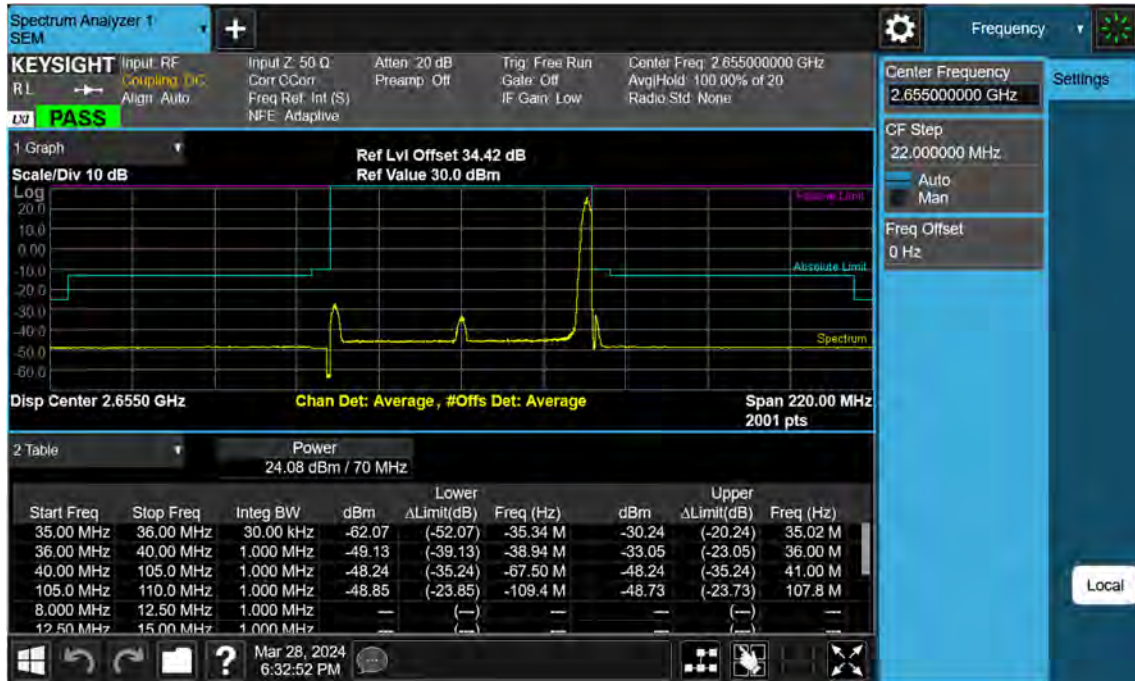 Spectrum Analyzer 1
SEM
Frequency
KEYSIGHT
RL
LXI PASS
Input: RF
Coupling: DC
Align: Auto
Input Z: 50 Ω
Corr CCorr
Freq Ref: Int (S)
NFE: Adaptive
Atten: 20 dB
Preamp: Off
Trig: Free Run
Gate: Off
IF Gain: Low
Center Freq: 2.655000000 GHz
Avg|Hold: 100.00% of 20
Radio Std: None
Center Frequency
2.655000000 GHz
Settings
CF Step
22.000000 MHz
Auto
Man
Freq Offset
0 Hz
1 Graph
Scale/Div 10 dB
Ref Lvl Offset 34.42 dB
Ref Value 30.0 dBm
Log
20.0
10.0
0.00
-10.0
-20.0
-30.0
-40.0
-50.0
-60.0
Relative Limit
Absolute Limit
Spectrum
Disp Center 2.6550 GHz
Chan Det: Average , #Offs Det: Average
Span 220.00 MHz
2001 pts
2 Table
Power
24.08 dBm / 70 MHz
Lower Upper
Start Freq Stop Freq Integ BW dBm ΔLimit(dB) Freq (Hz) dBm ΔLimit(dB) Freq (Hz)
35.00 MHz 36.00 MHz 30.00 kHz -62.07 (-52.07) -35.34 M -30.24 (-20.24) 35.02 M
36.00 MHz 40.00 MHz 1.000 MHz -49.13 (-39.13) -38.94 M -33.05 (-23.05) 36.00 M
40.00 MHz 105.0 MHz 1.000 MHz -48.24 (-35.24) -67.50 M -48.24 (-35.24) 41.00 M
105.0 MHz 110.0 MHz 1.000 MHz -48.85 (-23.85) -109.4 M -48.73 (-23.73) 107.8 M
8.000 MHz 12.50 MHz 1.000 MHz --- (---) --- --- (---) ---
12.50 MHz 15.00 MHz 1.000 MHz --- (---) --- --- (---) ---
Local
?
Mar 28, 2024
6:32:52 PM